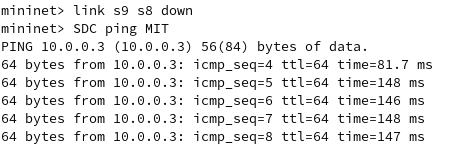 mininet> link s9 s8 down
mininet> SDC ping MIT
PING 10.0.0.3 (10.0.0.3) 56(84) bytes of data.
64 bytes from 10.0.0.3: icmp_seq=4 ttl=64 time=81.7 ms
64 bytes from 10.0.0.3: icmp_seq=5 ttl=64 time=148 ms
64 bytes from 10.0.0.3: icmp_seq=6 ttl=64 time=146 ms
64 bytes from 10.0.0.3: icmp_seq=7 ttl=64 time=148 ms
64 bytes from 10.0.0.3: icmp_seq=8 ttl=64 time=147 ms